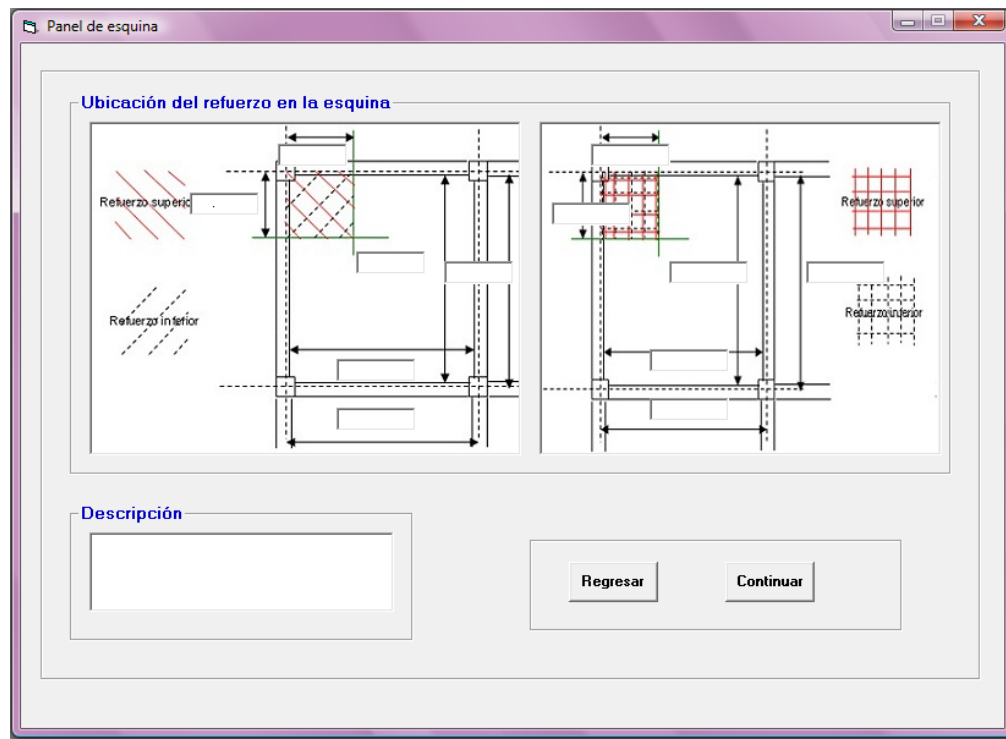 Panel de esquina
Ubicación del refuerzo en la esquina
Refuerzo superior
Refuerzo superior
Refuerzo inferior
Refuerzo inferior
Descripción
Regresar
Continuar